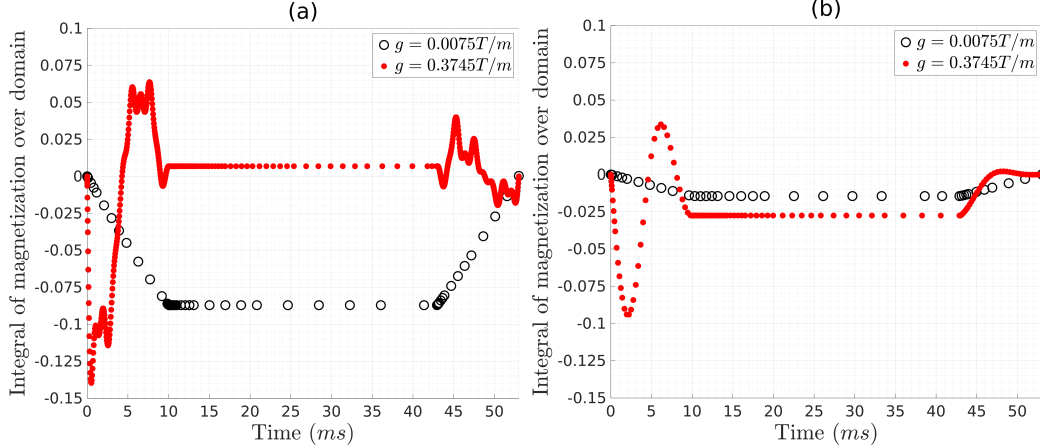 (a)
Integral of magnetization over domain
0.1
0.075
0.05
0.025
0
-0.025
-0.05
-0.075
-0.1
-0.125
-0.15
g = 0.0075T/m
g = 0.3745T/m
0 5 10 15 20 25 30 35 40 45 50
Time (ms)
(b)
Integral of magnetization over domain
0.1
0.075
0.05
0.025
0
-0.025
-0.05
-0.075
-0.1
-0.125
-0.15
g = 0.0075T/m
g = 0.3745T/m
0 5 10 15 20 25 30 35 40 45 50
Time (ms)